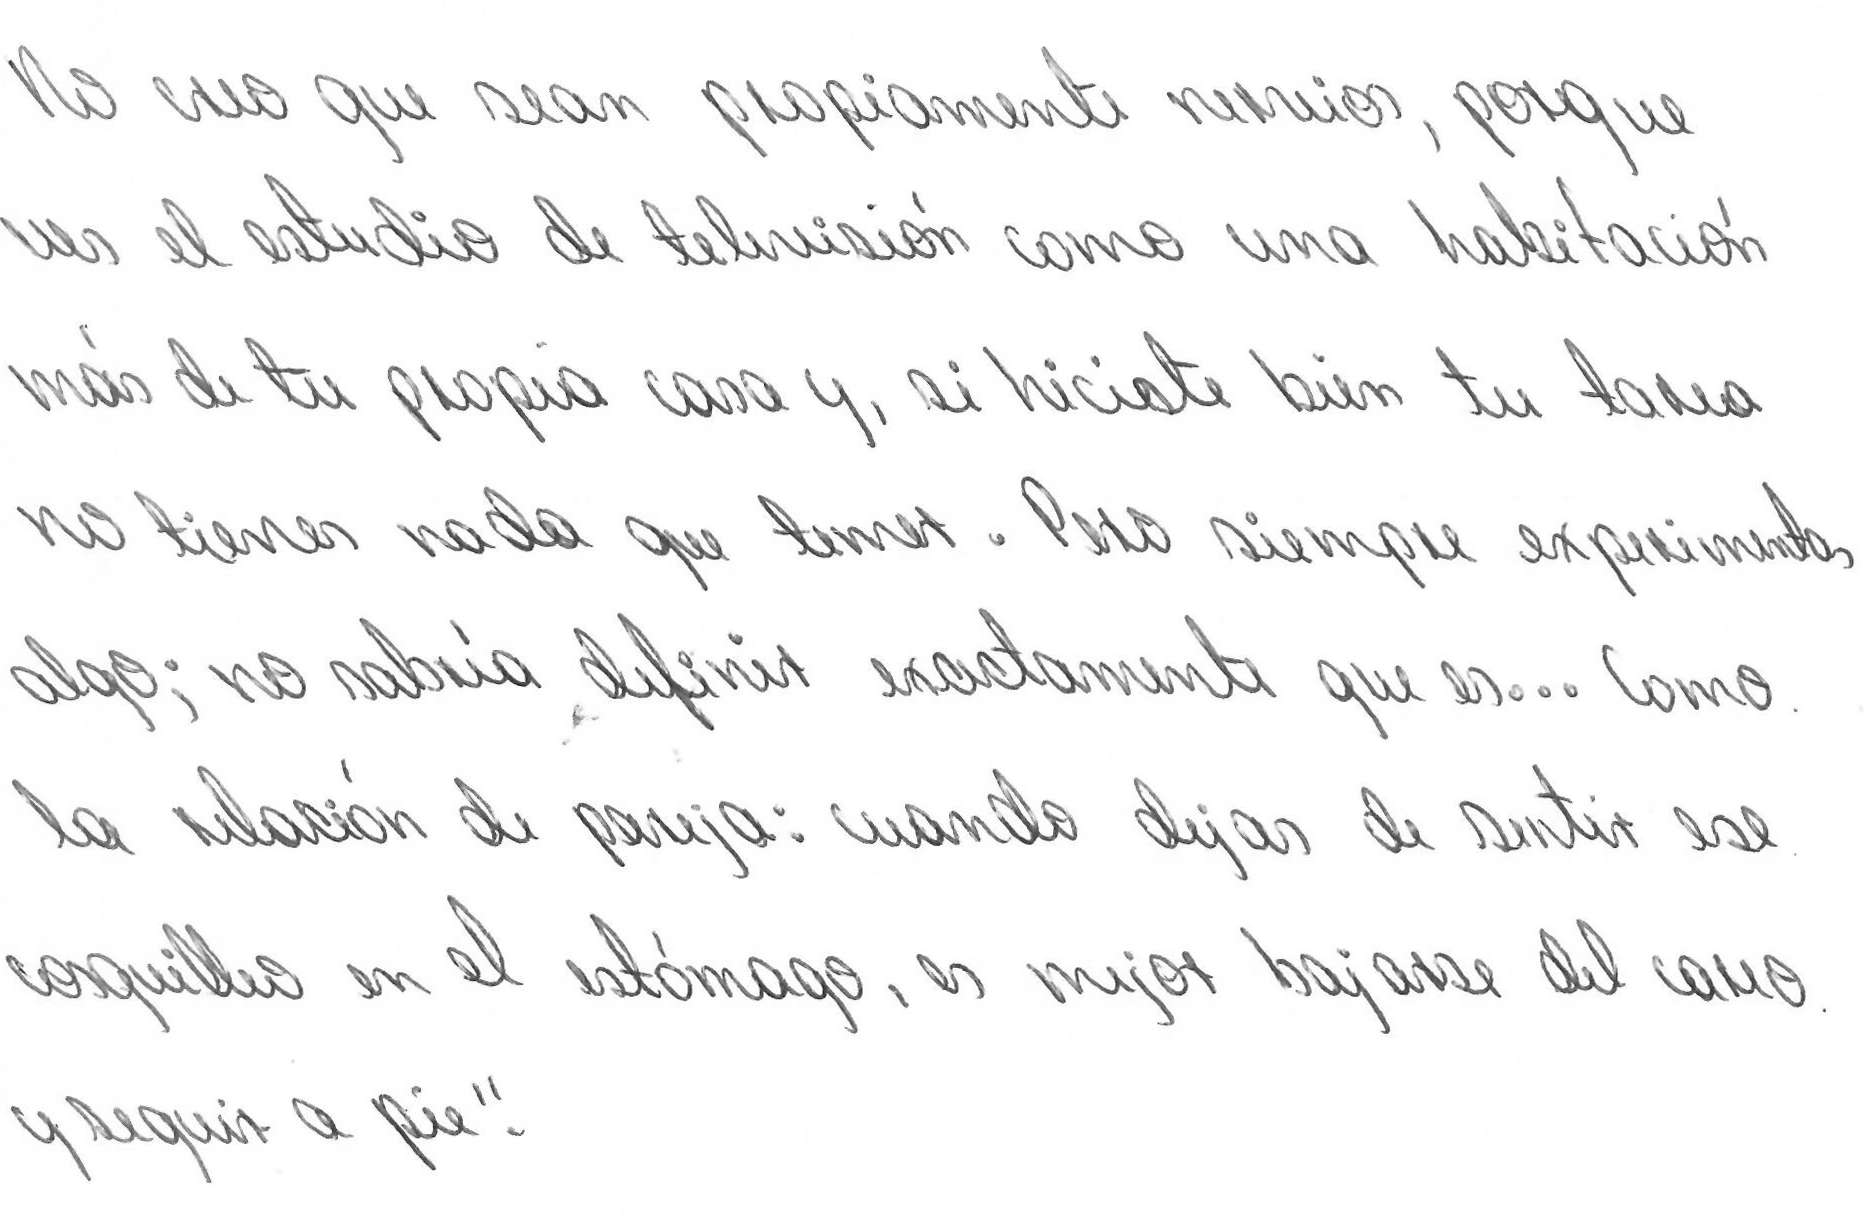 No creo que sean propiamente nervios, porque
ves el estudio de televisión como una habitación
más de tu propia casa y, si hiciste bien tu tarea
no tienes nada que temer. Pero siempre experimentas
algo; no sabría definir exactamente que es... Como
la relación de pareja: cuando dejas de sentir ese
cosquilleo en el estómago, es mejor bajarse del carro
y seguir a pie".